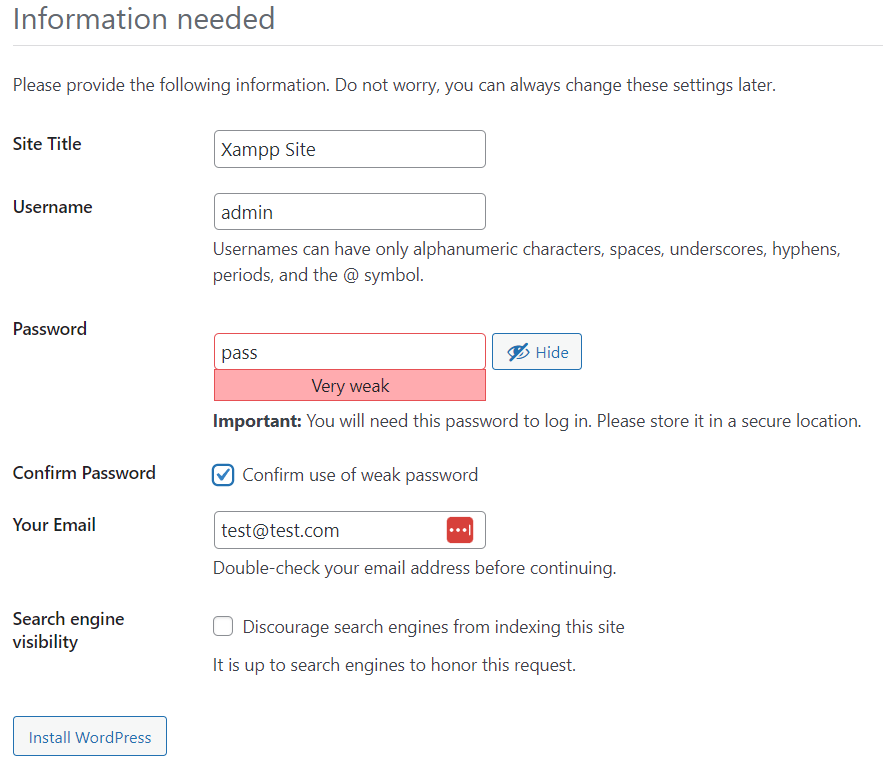 Information needed
Please provide the following information. Do not worry, you can always change these settings later.
Site Title
Xampp Site
Username
admin
Usernames can have only alphanumeric characters, spaces, underscores, hyphens,
periods, and the @ symbol.
Password
pass
Hide
Very weak
Important: You will need this password to log in. Please store it in a secure location.
Confirm Password
Confirm use of weak password
Your Email
test@test.com
Double-check your email address before continuing.
Search engine
visibility
Discourage search engines from indexing this site
It is up to search engines to honor this request.
Install WordPress